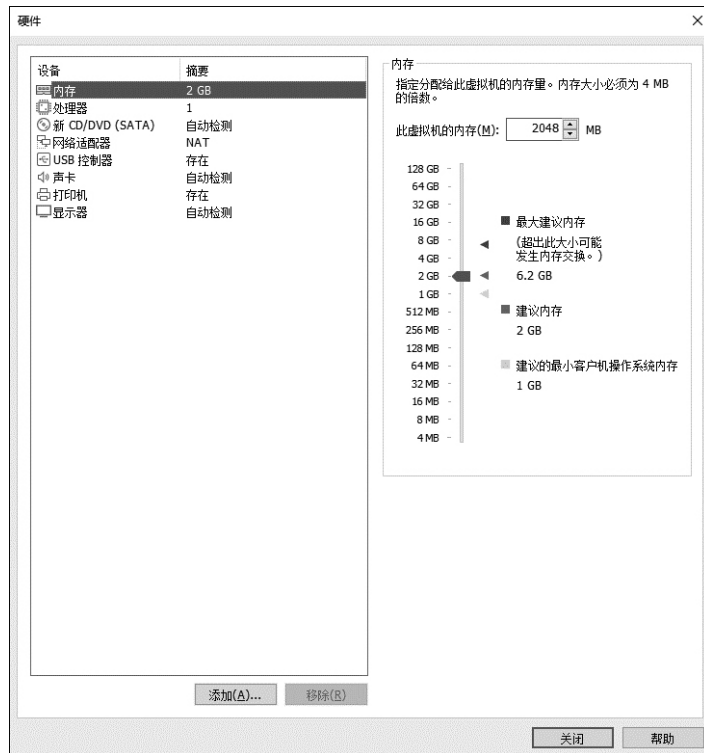 硬件
设备 摘要
内存 2 GB
处理器 1
新 CD/DVD (SATA) 自动检测
网络适配器 NAT
USB 控制器 存在
声卡 自动检测
打印机 存在
显示器 自动检测
添加(A)... 移除(R)
内存
指定分配给此虚拟机的内存量。内存大小必须为 4 MB
的倍数。
此虚拟机的内存(M): 2048 MB
128 GB
64 GB
32 GB
16 GB
8 GB
4 GB
2 GB
1 GB
512 MB
256 MB
128 MB
64 MB
32 MB
16 MB
8 MB
4 MB
最大建议内存
(超出此大小可能
发生内存交换。)
6.2 GB
建议内存
2 GB
建议的最小客户机操作系统内存
1 GB
关闭 帮助